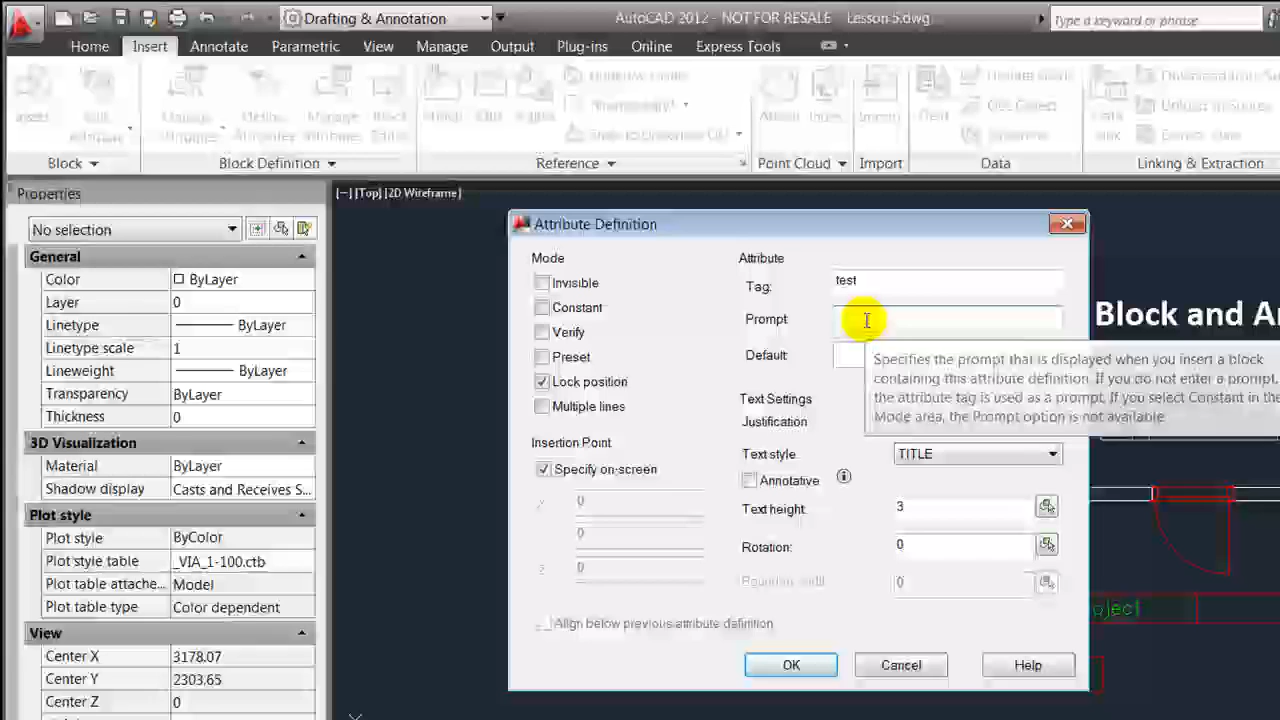 Drafting & Annotation
AutoCAD 2012 - NOT FOR RESALE Lesson 5.dwg
Type a keyword or phrase
Home Insert Annotate Parametric View Manage Output Plug-ins Online Express Tools
Block Block Definition Reference Point Cloud Import Data Linking & Extraction
Properties
[−] [Top] [2D Wireframe]
No selection
General
Color ByLayer
Layer 0
Linetype ByLayer
Linetype scale 1
Lineweight ByLayer
Transparency ByLayer
Thickness 0
3D Visualization
Material ByLayer
Shadow display Casts and Receives S...
Plot style
Plot style ByColor
Plot style table _VIA_1-100.ctb
Plot table attache... Model
Plot table type Color dependent
View
Center X 3178.07
Center Y 2303.65
Center Z 0
Attribute Definition
Mode
Invisible
Constant
Verify
Preset
Lock position
Multiple lines
Insertion Point
Specify on-screen
0
0
0
Align below previous attribute definition
Attribute
Tag: test
Prompt
Default
Specifies the prompt that is displayed when you insert a block
containing this attribute definition. If you do not enter a prompt,
the attribute tag is used as a prompt. If you select Constant in the
Mode area, the Prompt option is not available.
Text Settings
Justification
Text style: TITLE
Annotative
Text height: 3
Rotation: 0
0
OK Cancel Help
Block and A
oject